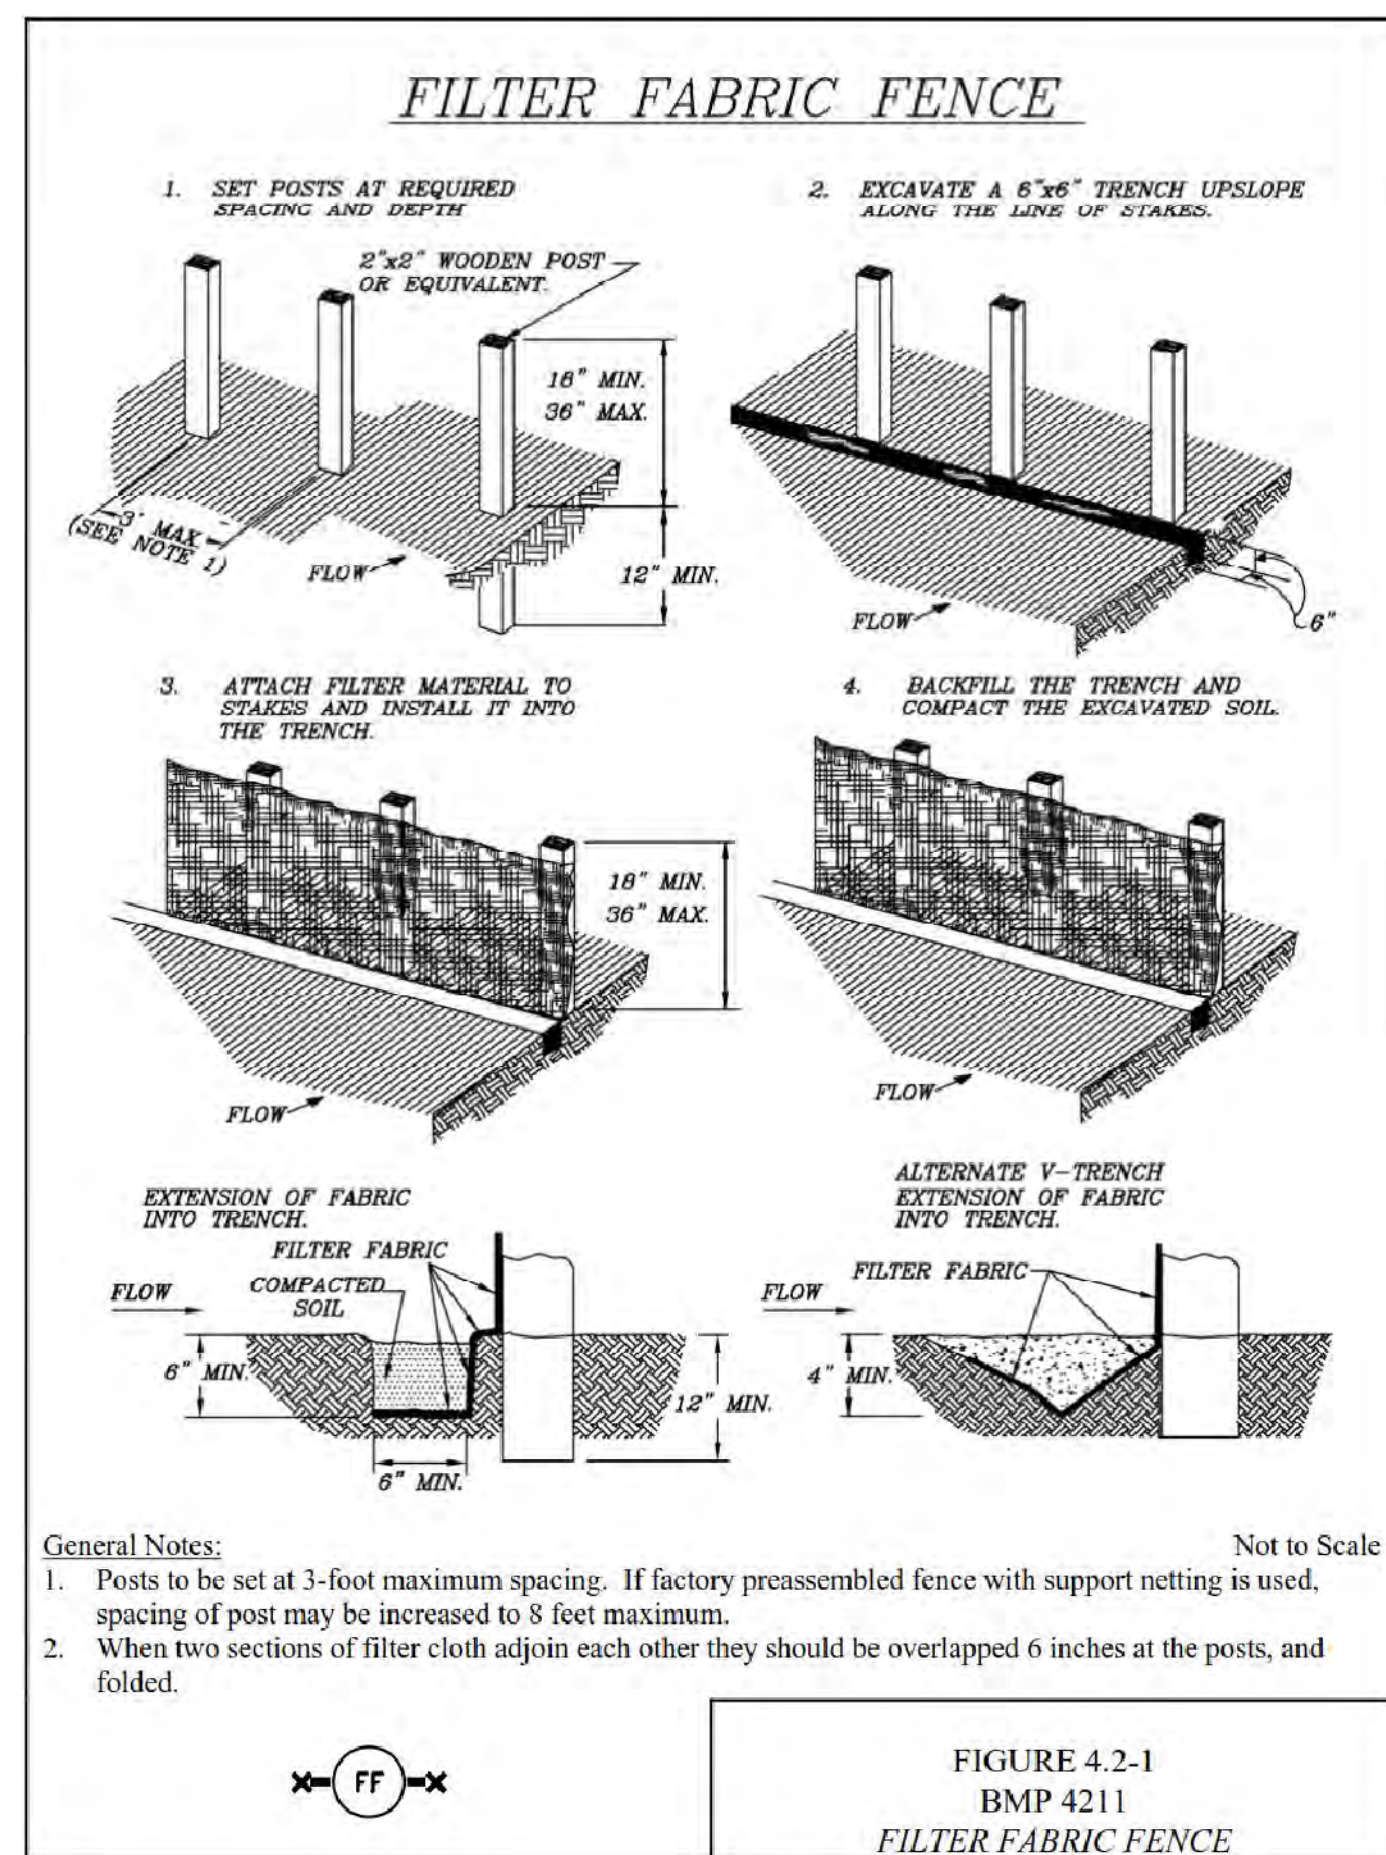 FILTER FABRIC FENCE
1. SET POSTS AT REQUIRED
SPACING AND DEPTH
2"x2" WOODEN POST
OR EQUIVALENT.
18" MIN.
36" MAX.
3' MAX
(SEE NOTE 1)
FLOW
12" MIN.
2. EXCAVATE A 6"x6" TRENCH UPSLOPE
ALONG THE LINE OF STAKES.
FLOW
6"
3. ATTACH FILTER MATERIAL TO
STAKES AND INSTALL IT INTO
THE TRENCH.
18" MIN.
36" MAX.
FLOW
4. BACKFILL THE TRENCH AND
COMPACT THE EXCAVATED SOIL.
FLOW
EXTENSION OF FABRIC
INTO TRENCH.
FILTER FABRIC
FLOW
COMPACTED
SOIL
6" MIN.
12" MIN.
6" MIN.
ALTERNATE V-TRENCH
EXTENSION OF FABRIC
INTO TRENCH.
FILTER FABRIC
FLOW
4" MIN.
General Notes:
Not to Scale
1. Posts to be set at 3-foot maximum spacing. If factory preassembled fence with support netting is used,
spacing of post may be increased to 8 feet maximum.
2. When two sections of filter cloth adjoin each other they should be overlapped 6 inches at the posts, and
folded.
FF
FIGURE 4.2-1
BMP 4211
FILTER FABRIC FENCE